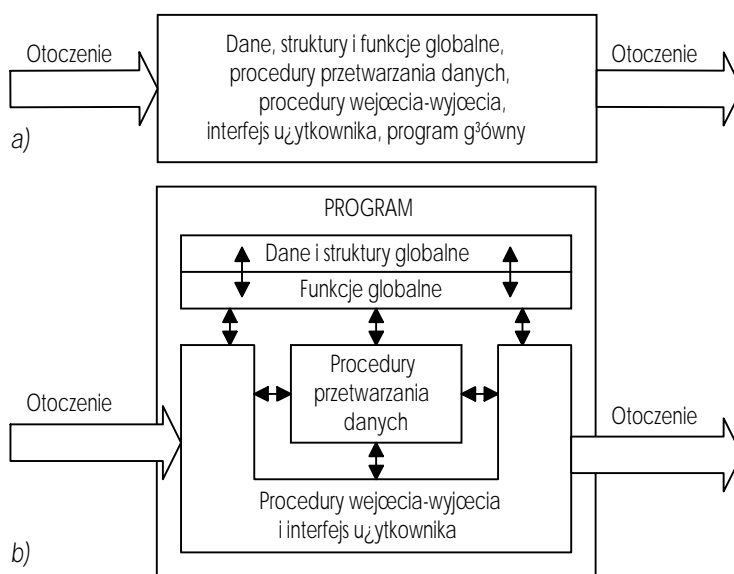 Otoczenie
Dane, struktury i funkcje globalne,
procedury przetwarzania danych,
procedury wejœcia-wyjœcia,
interfejs u¿ytkownika, program g³ówny
Otoczenie
a)
PROGRAM
Dane i struktury globalne
Funkcje globalne
Procedury
przetwarzania
danych
Otoczenie
Otoczenie
Procedury wejœcia-wyjœcia
i interfejs u¿ytkownika
b)